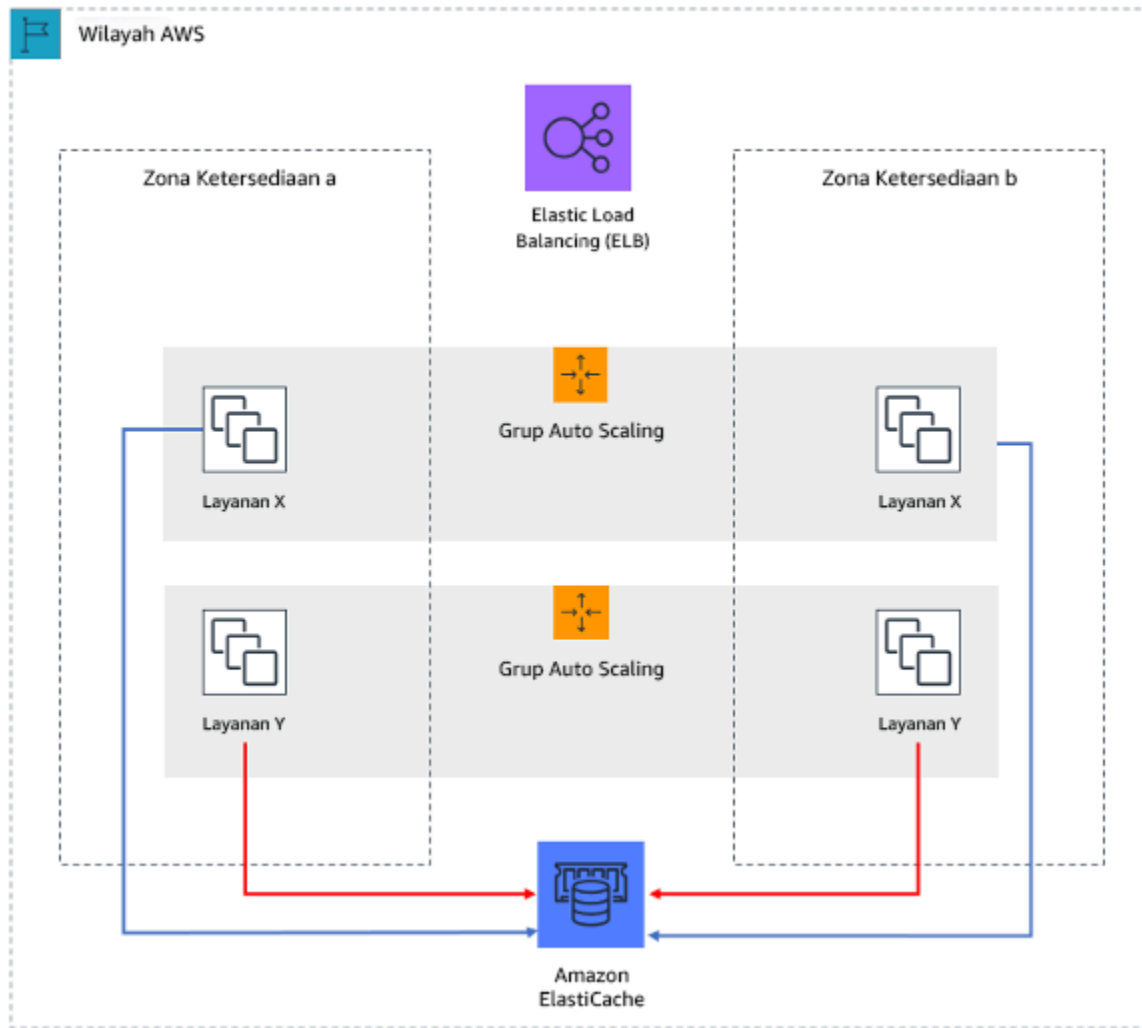 Wilayah AWS
Zona Ketersediaan a
Zona Ketersediaan b
Elastic Load
Balancing (ELB)
Grup Auto Scaling
Layanan X
Layanan X
Grup Auto Scaling
Layanan Y
Layanan Y
Amazon
ElastiCache